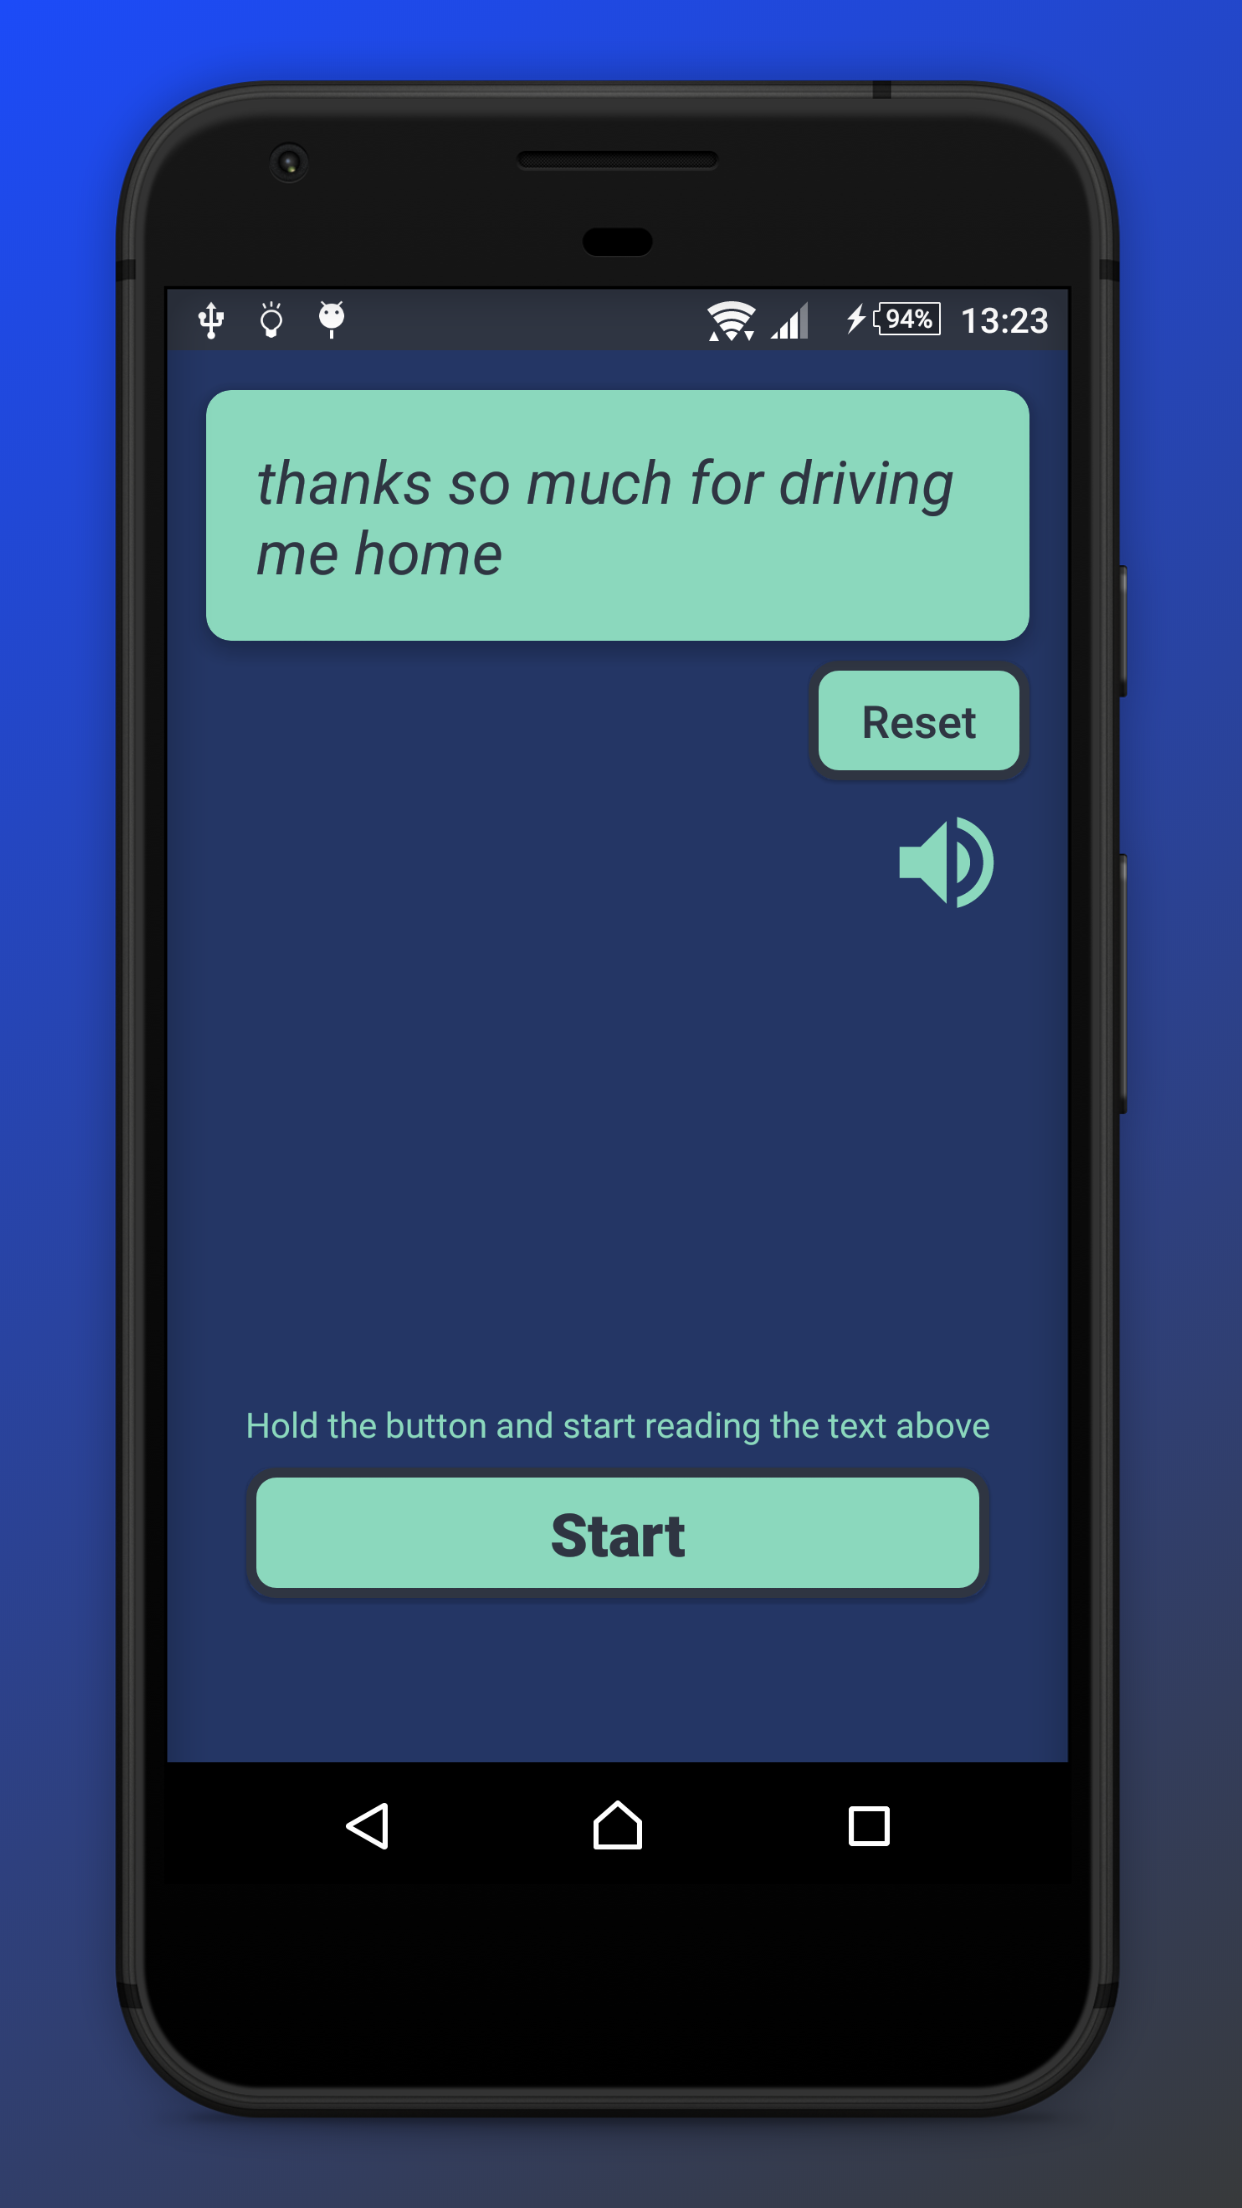 94% 13:23
thanks so much for driving
me home
Reset
Hold the button and start reading the text above
Start